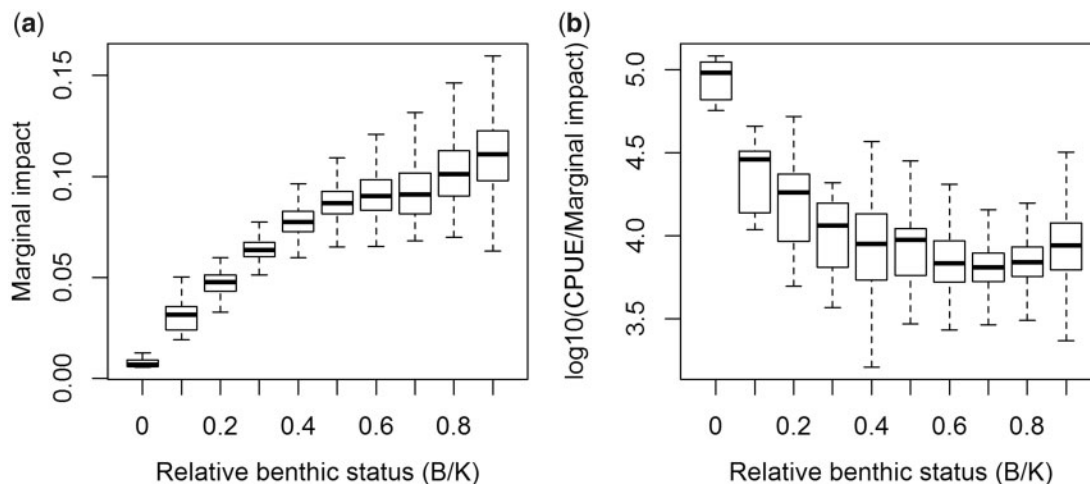 (a)
Marginal impact
0.15
0.10
0.05
0.00
0 0.2 0.4 0.6 0.8
Relative benthic status (B/K)
(b)
log10(CPUE/Marginal impact)
5.0
4.5
4.0
3.5
0 0.2 0.4 0.6 0.8
Relative benthic status (B/K)